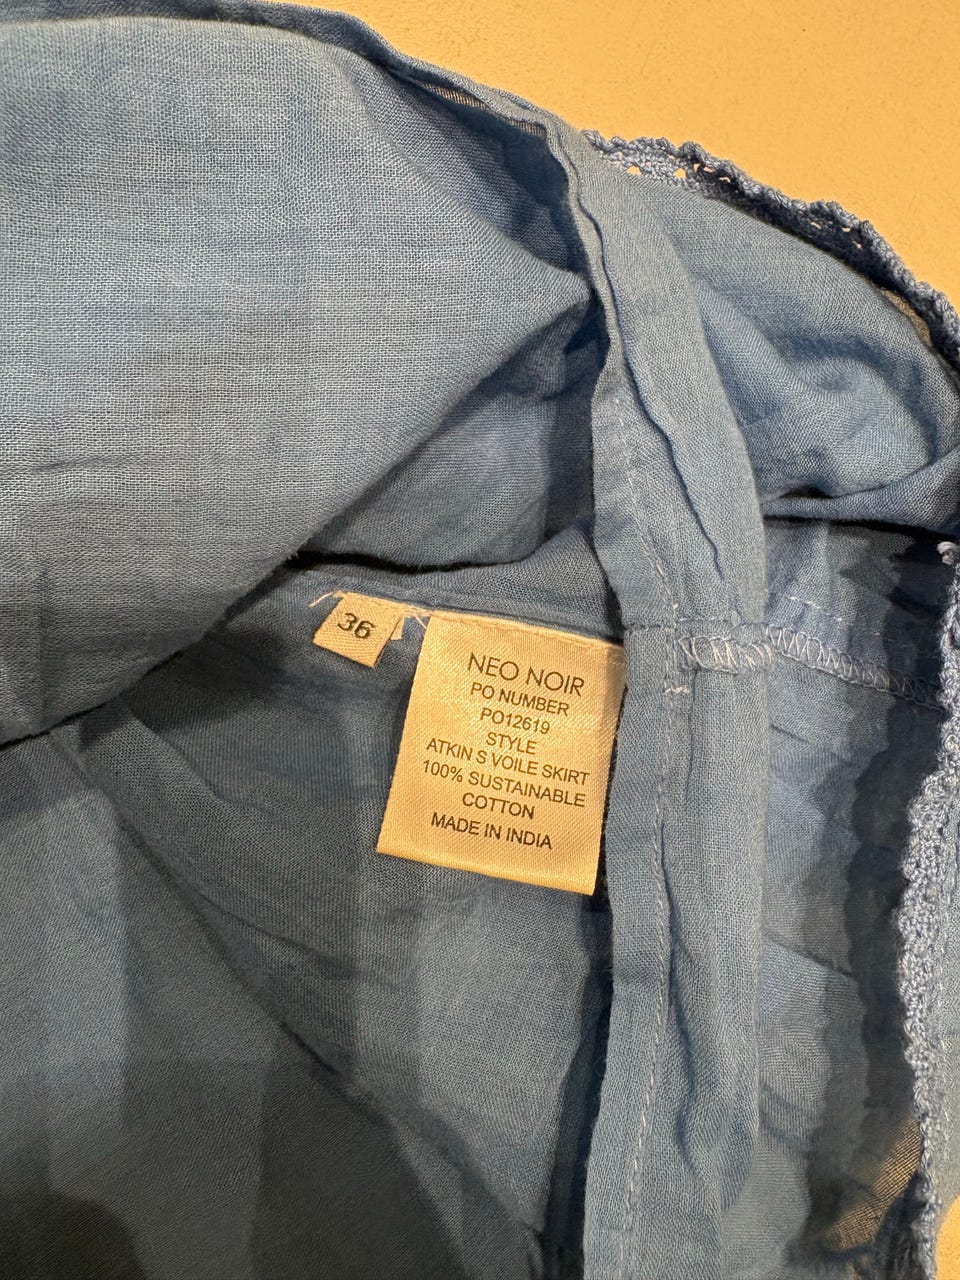 36
NEO NOIR
PO NUMBER
PO12619
STYLE
ATKIN S VOILE SKIRT
100% SUSTAINABLE
COTTON
MADE IN INDIA